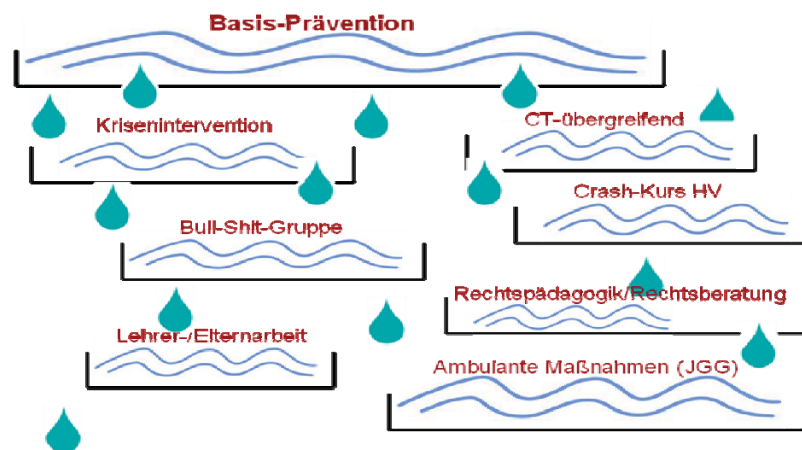 Basis-Prävention
Krisenintervention
CT-übergreifend
Crash-Kurs HV
Bull-Shit-Gruppe
Rechtspädagogik/Rechtsberatung
Lehrer-/Elternarbeit
Ambulante Maßnahmen (JGG)